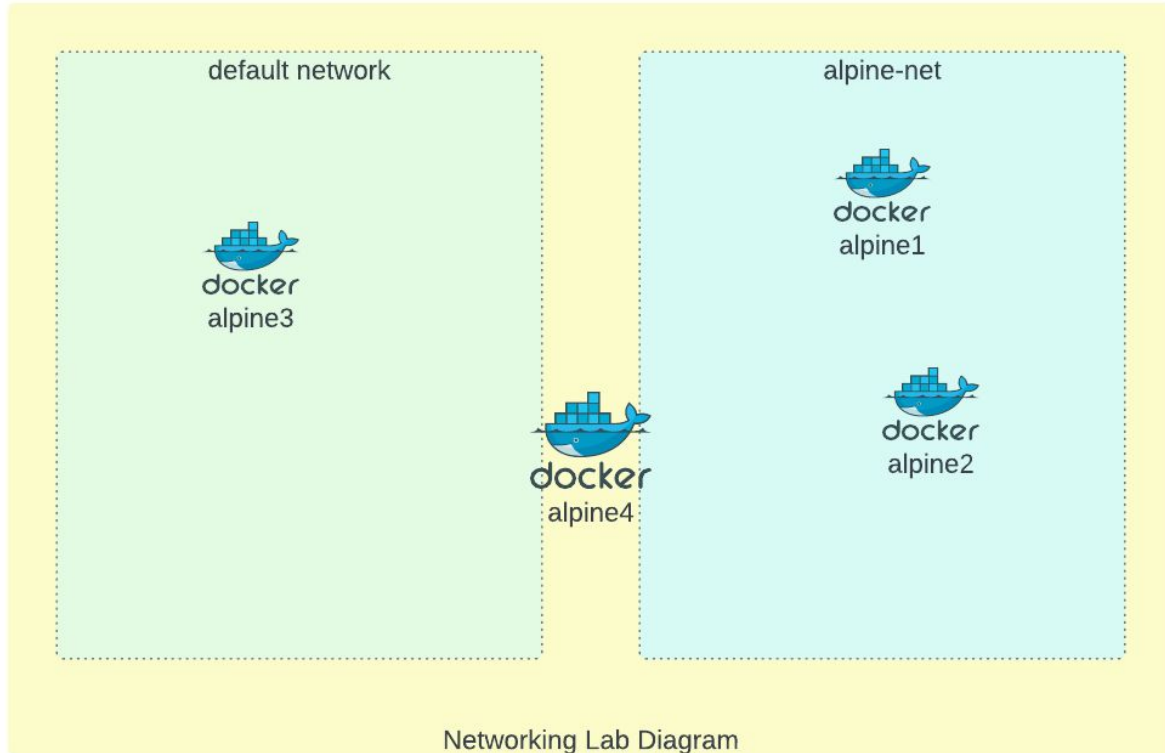 default network
alpine-net
docker
alpine1
docker
alpine3
docker
alpine2
docker
alpine4
Networking Lab Diagram